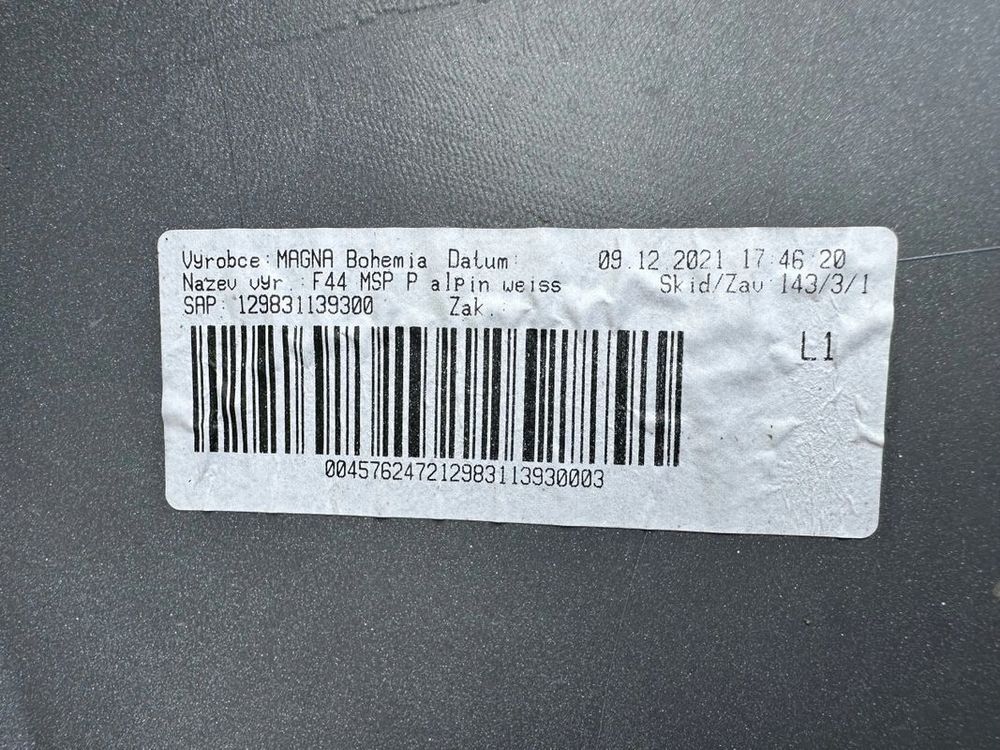 Vyrobce: MAGNA Bohemia Datum: 09.12.2021 17:46:20
Nazev vyr.: F44 MSP P alpin weiss Skid/Zav: 143/3/1
SAP: 129831139300 Zak.:
L1
004576247212983113930003